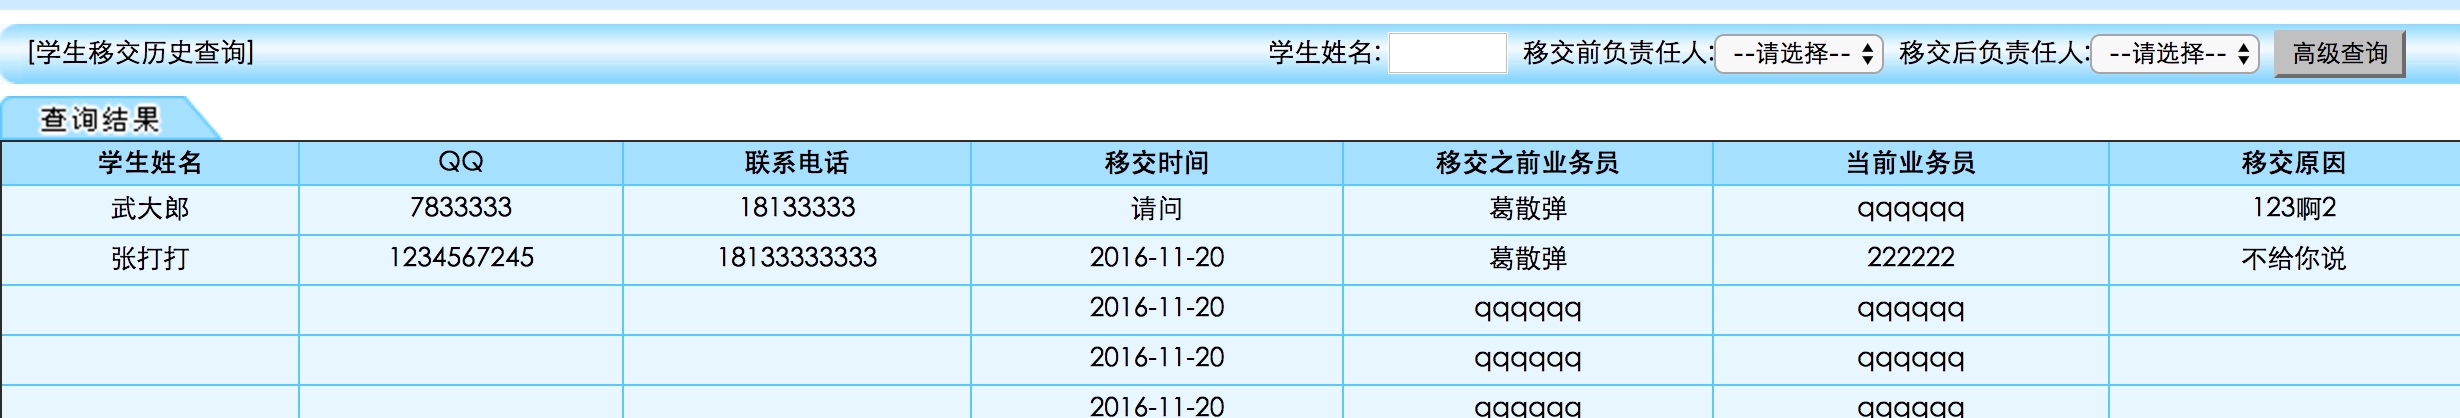 [学生移交历史查询] 学生姓名: 移交前负责任人: --请选择-- 移交后负责任人: --请选择-- 高级查询
查询结果
学生姓名 QQ 联系电话 移交时间 移交之前业务员 当前业务员 移交原因
武大郎 7833333 18133333 请问 葛散弹 qqqqqq 123啊2
张打打 1234567245 18133333333 2016-11-20 葛散弹 222222 不给你说
2016-11-20 qqqqqq qqqqqq
2016-11-20 qqqqqq qqqqqq
2016-11-20 qqqqqq qqqqqq